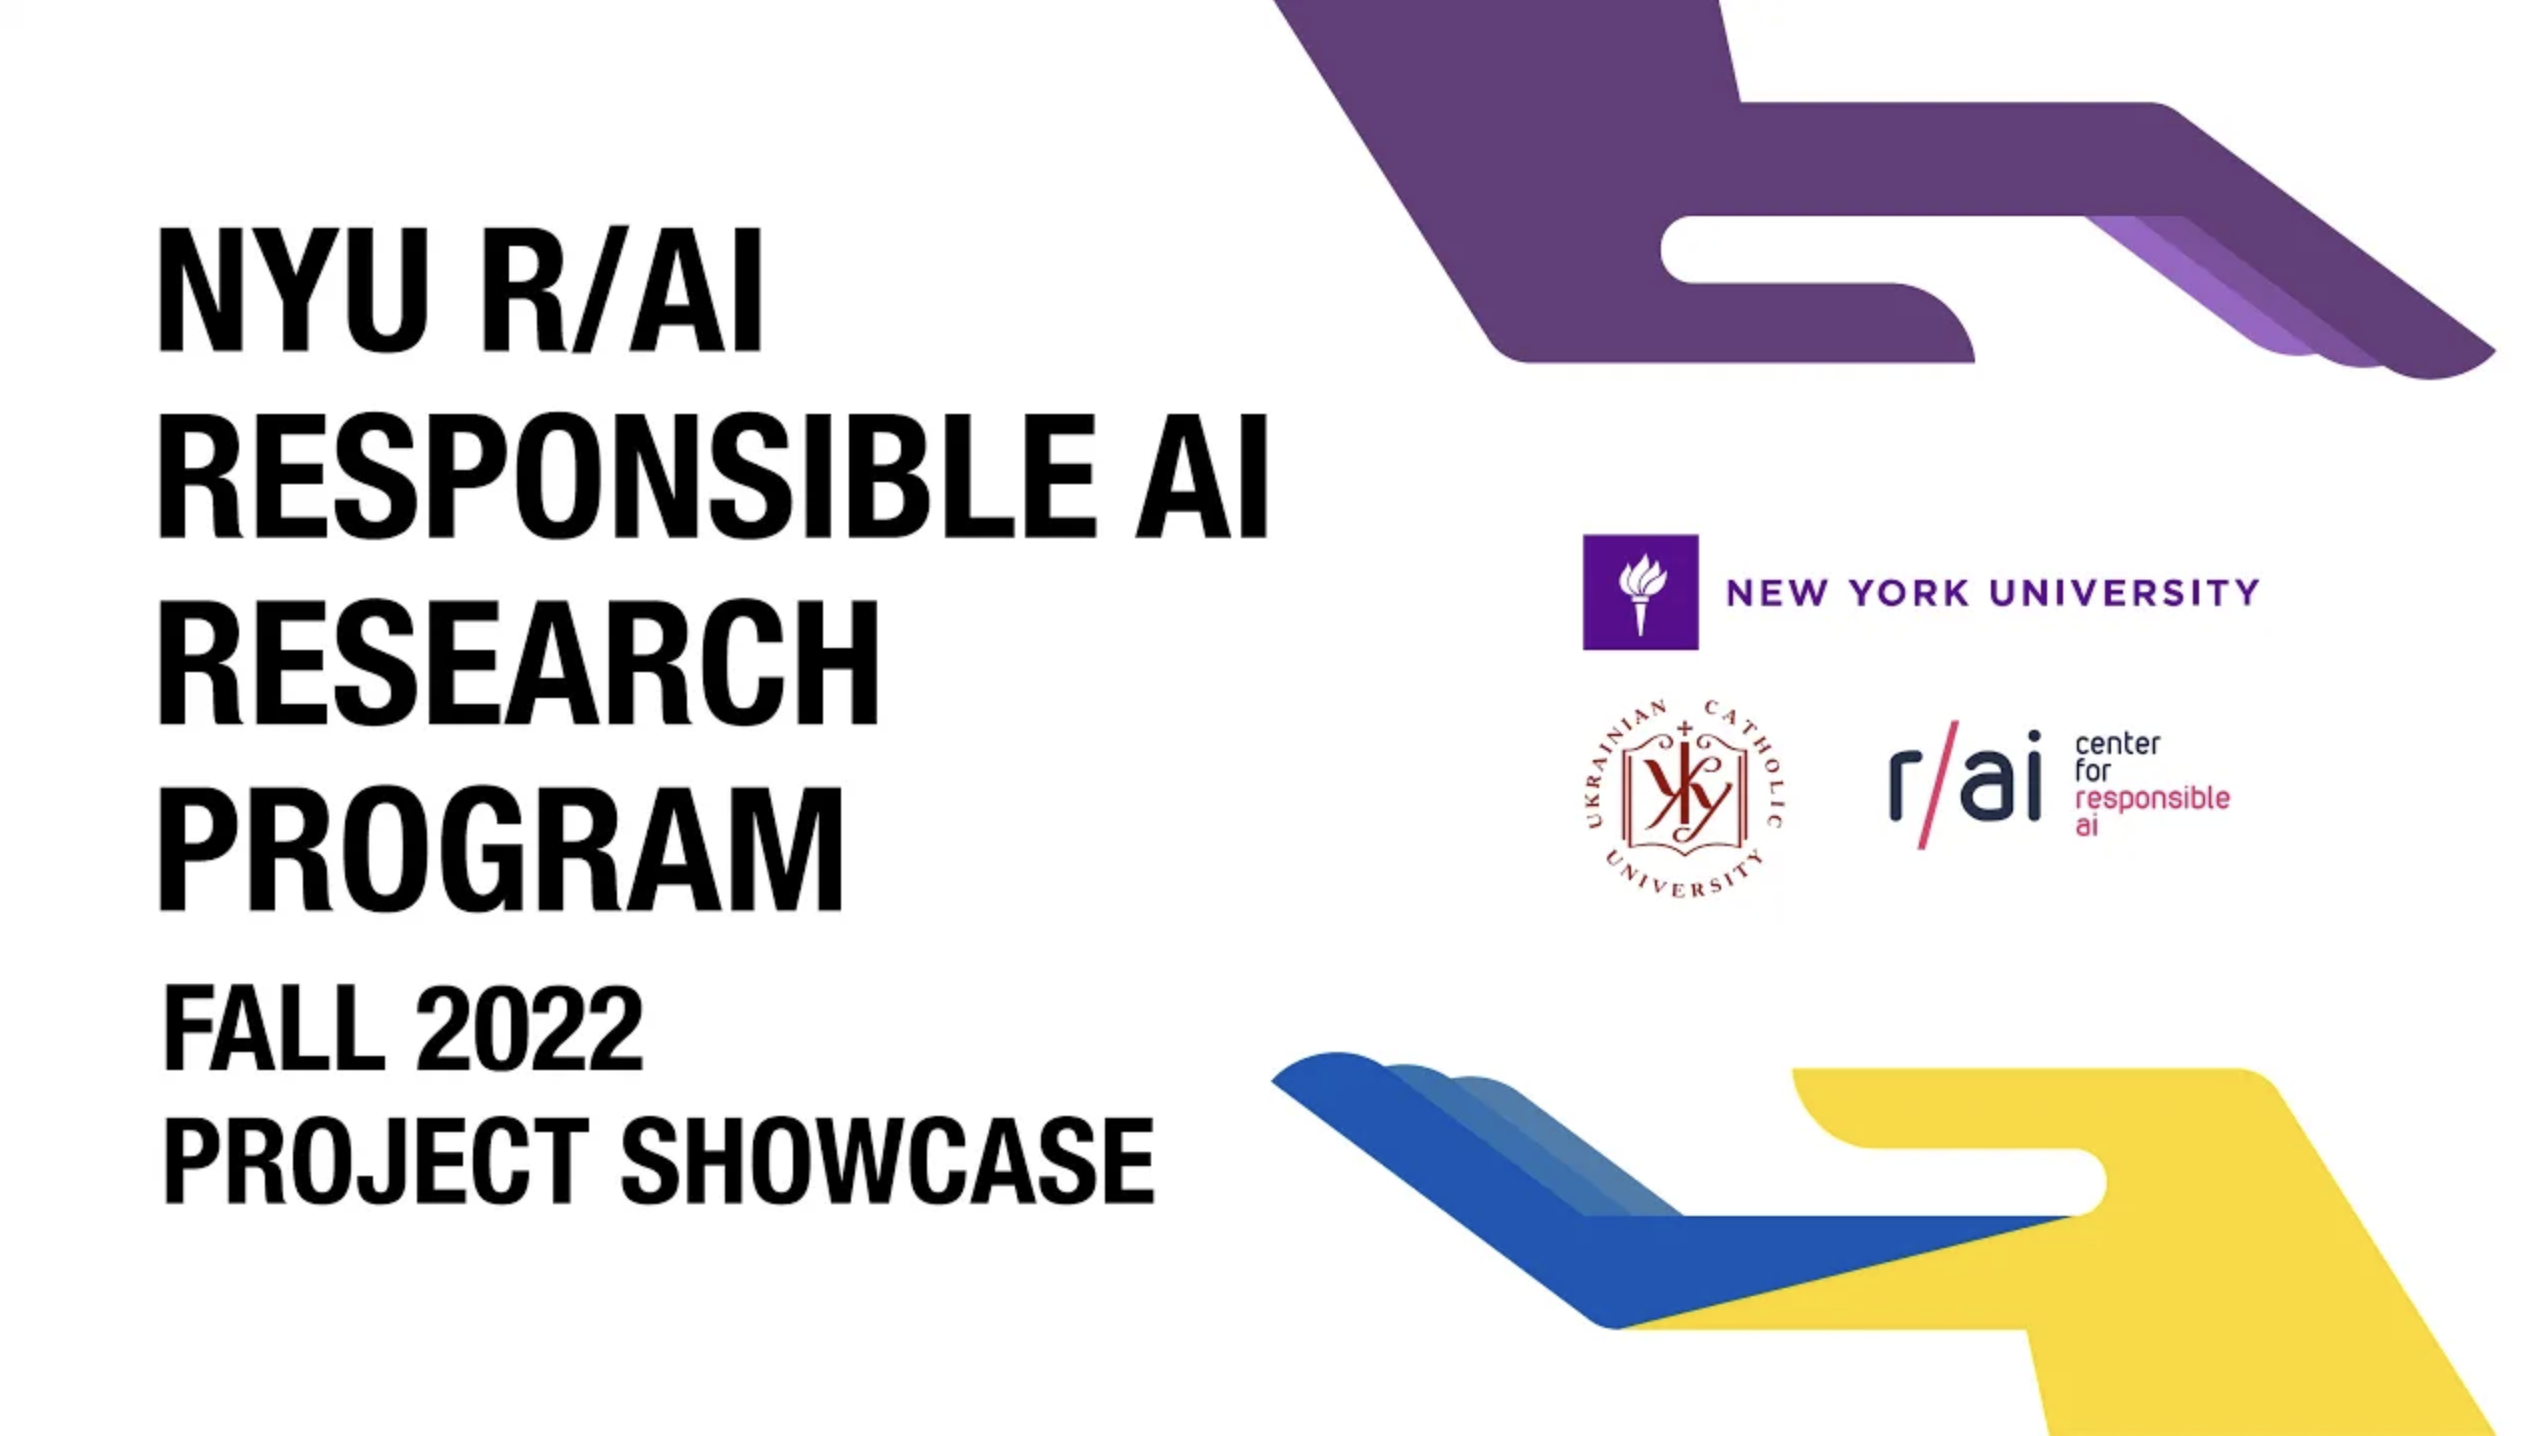 NYU R/AI
RESPONSIBLE AI
RESEARCH
PROGRAM
FALL 2022
PROJECT SHOWCASE
NEW YORK UNIVERSITY
UKRAINIAN CATHOLIC
UNIVERSITY
r/ai
center
for
responsible
ai